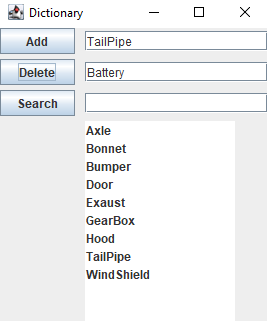 Dictionary
Add TailPipe
Delete Battery
Search
Axle
Bonnet
Bumper
Door
Exaust
GearBox
Hood
TailPipe
WindShield